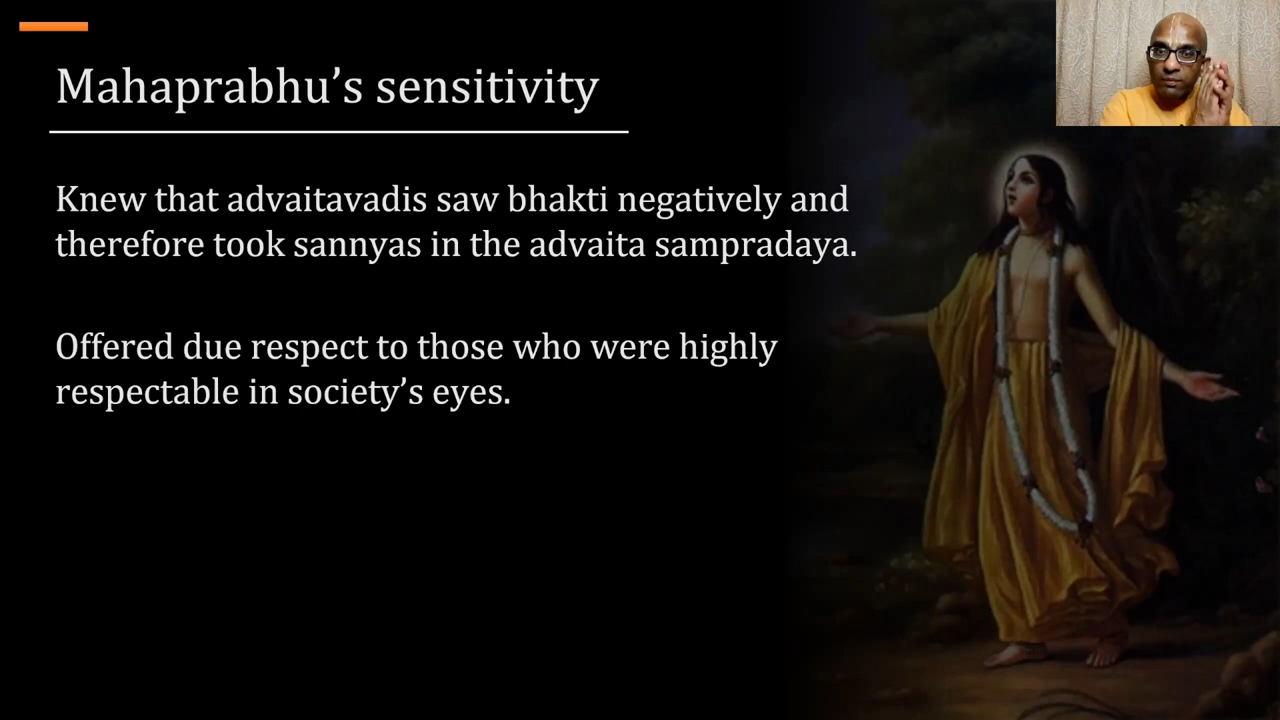 Mahaprabhu’s sensitivity
Knew that advaitavadis saw bhakti negatively and
therefore took sannyas in the advaita sampradaya.
Offered due respect to those who were highly
respectable in society’s eyes.